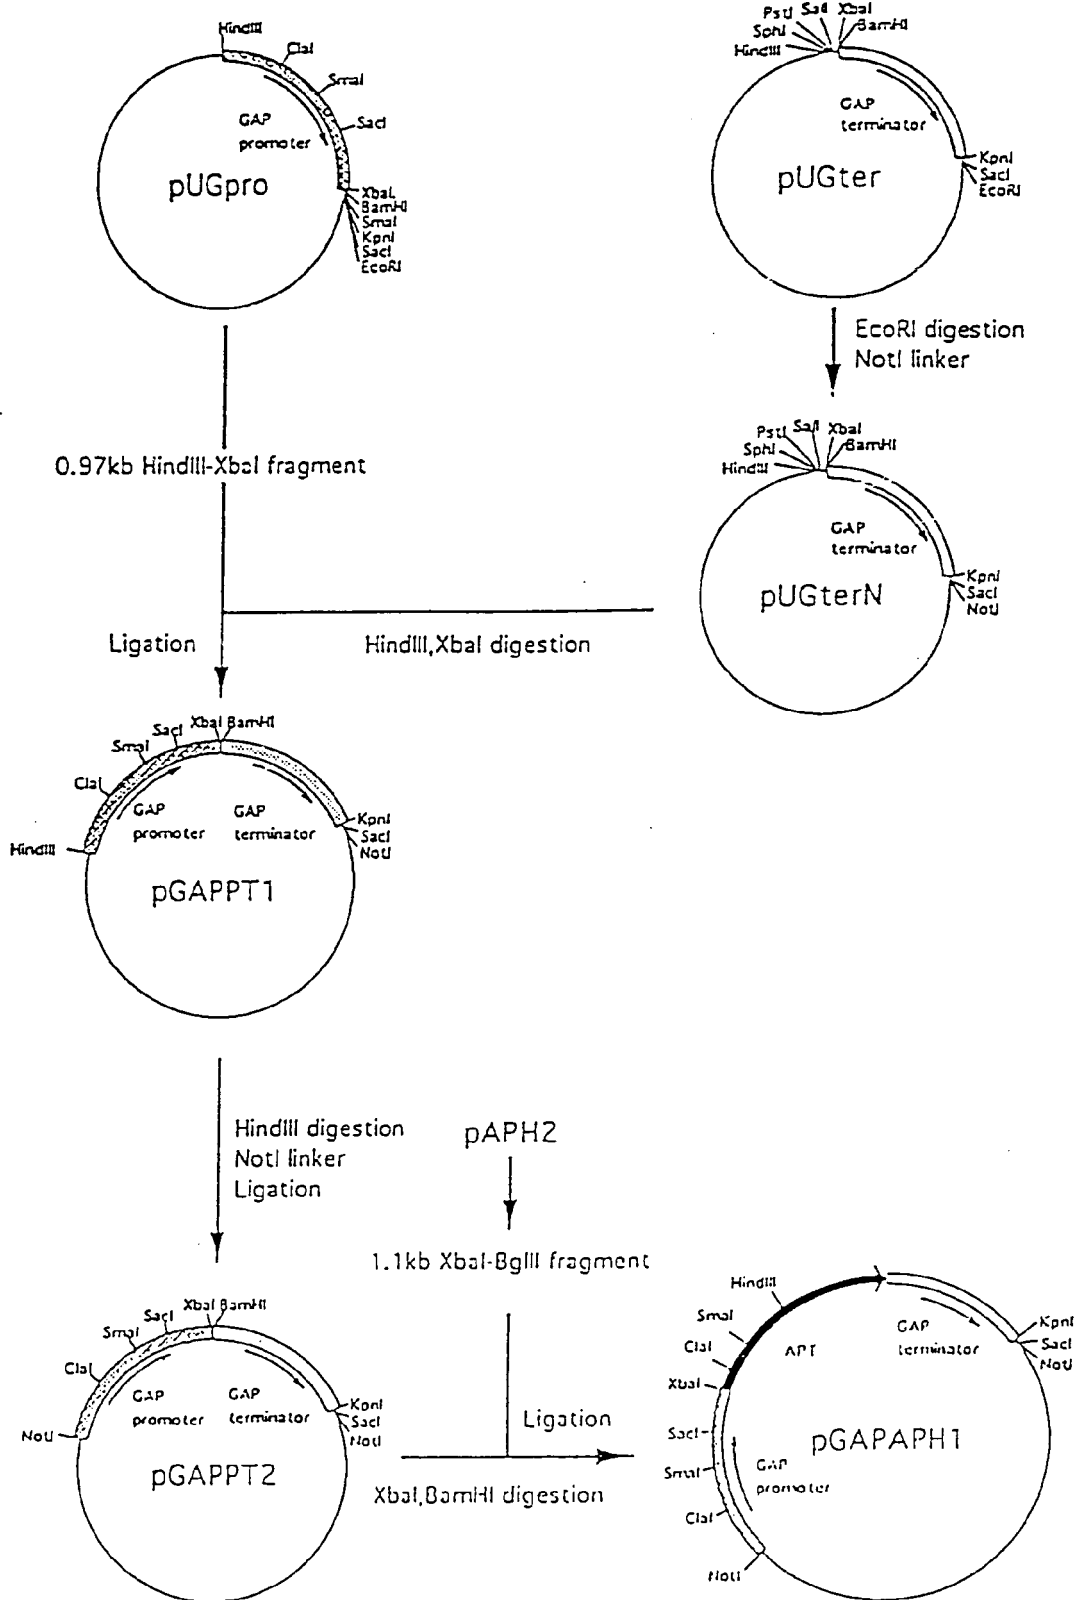 HindIII
ClaI
SmaI
SacI
GAP
promoter
pUGpro
XbaI
BamHI
SmaI
KpnI
SacI
EcoRI
PstI SalI XbaI
SphI BamHI
HindIII
GAP
terminator
pUGter
KpnI
SacI
EcoRI
EcoRI digestion
NotI linker
0.97kb HindIII-XbaI fragment
PstI SalI XbaI
SphI BamHI
HindIII
GAP
terminator
pUGterN
KpnI
SacI
NotI
Ligation
HindIII,XbaI digestion
XbaI BamHI
SacI
SmaI
ClaI
HindIII
GAP
promoter
GAP
terminator
KpnI
SacI
NotI
pGAPPT1
HindIII digestion
NotI linker
Ligation
pAPH2
1.1kb XbaI-BglII fragment
XbaI BamHI
SacI
SmaI
ClaI
NotI
GAP
promoter
GAP
terminator
KpnI
SacI
NotI
pGAPPT2
Ligation
XbaI,BamHI digestion
HindIII
SmaI
ClaI
XbaI
SacI
SmaI
ClaI
NotI
APT
GAP
terminator
KpnI
SacI
NotI
pGAPAPH1
GAP
promoter